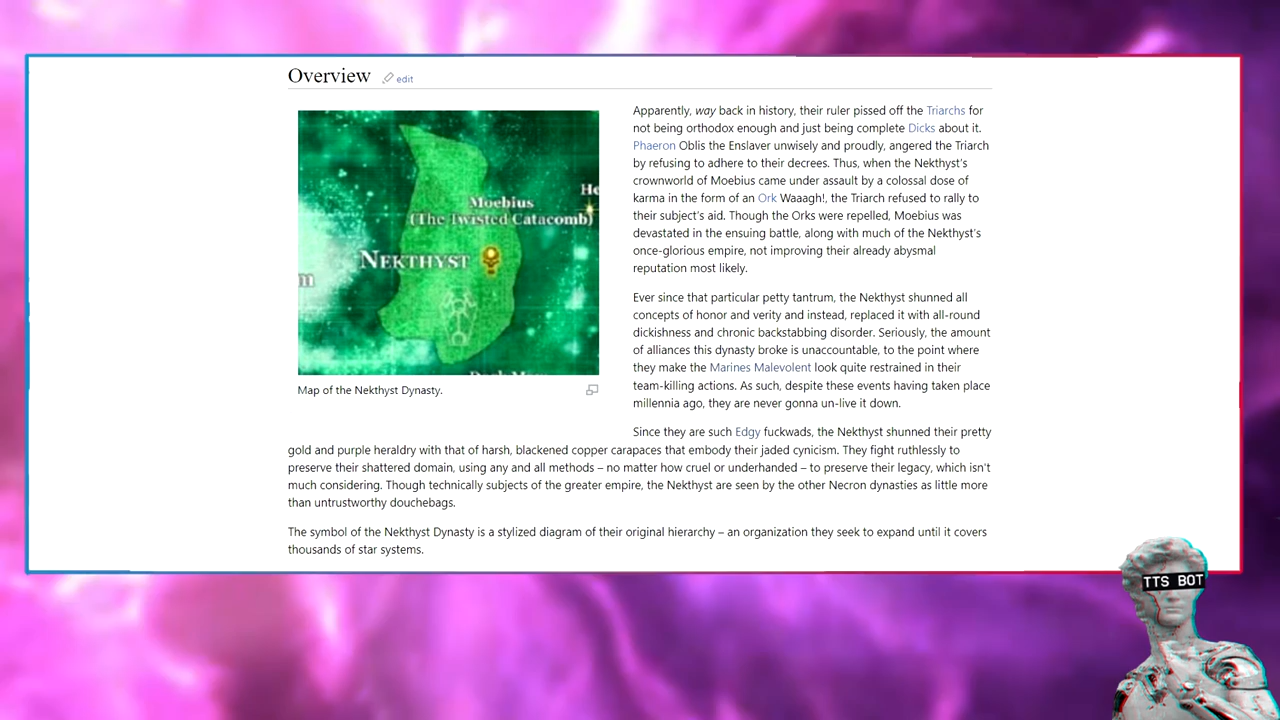 Overview
edit
Moebius
(The Twisted Catacomb)
NEKTHYST
Map of the Nekthyst Dynasty.
Apparently, way back in history, their ruler pissed off the Triarchs for
not being orthodox enough and just being complete Dicks about it.
Phaeron Oblis the Enslaver unwisely and proudly, angered the Triarch
by refusing to adhere to their decrees. Thus, when the Nekthyst's
crownworld of Moebius came under assault by a colossal dose of
karma in the form of an Ork Waaagh!, the Triarch refused to rally to
their subject's aid. Though the Orks were repelled, Moebius was
devastated in the ensuing battle, along with much of the Nekthyst's
once-glorious empire, not improving their already abysmal
reputation most likely.
Ever since that particular petty tantrum, the Nekthyst shunned all
concepts of honor and verity and instead, replaced it with all-round
dickishness and chronic backstabbing disorder. Seriously, the amount
of alliances this dynasty broke is unaccountable, to the point where
they make the Marines Malevolent look quite restrained in their
team-killing actions. As such, despite these events having taken place
millennia ago, they are never gonna un-live it down.
Since they are such Edgy fuckwads, the Nekthyst shunned their pretty
gold and purple heraldry with that of harsh, blackened copper carapaces that embody their jaded cynicism. They fight ruthlessly to
preserve their shattered domain, using any and all methods – no matter how cruel or underhanded – to preserve their legacy, which isn't
much considering. Though technically subjects of the greater empire, the Nekthyst are seen by the other Necron dynasties as little more
than untrustworthy douchebags.
The symbol of the Nekthyst Dynasty is a stylized diagram of their original hierarchy – an organization they seek to expand until it covers
thousands of star systems.
TTS BOT